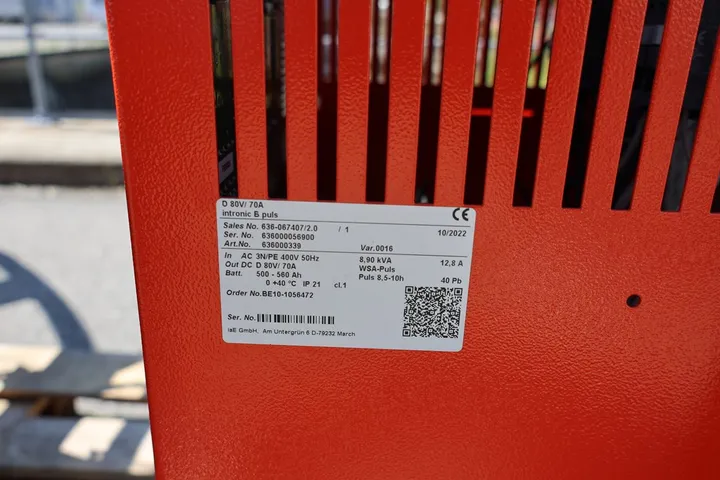 D 80V/ 70A
intronic B puls
CE
Sales No. 636-067407/2.0 / 1 10/2022
Ser. No. 636000056900
Art.No. 636000339 Var.0016
In AC 3N/PE 400V 50Hz 8,90 kVA 12,8 A
Out DC D 80V/ 70A WSA-Puls
Batt. 500 - 560 Ah Puls 8,5-10h 40 Pb
0 ÷40 °C IP 21 cl.1
Order No.BE10-1056472
Ser. No.
GmbH, Am Untergrün 6 D-79232 March